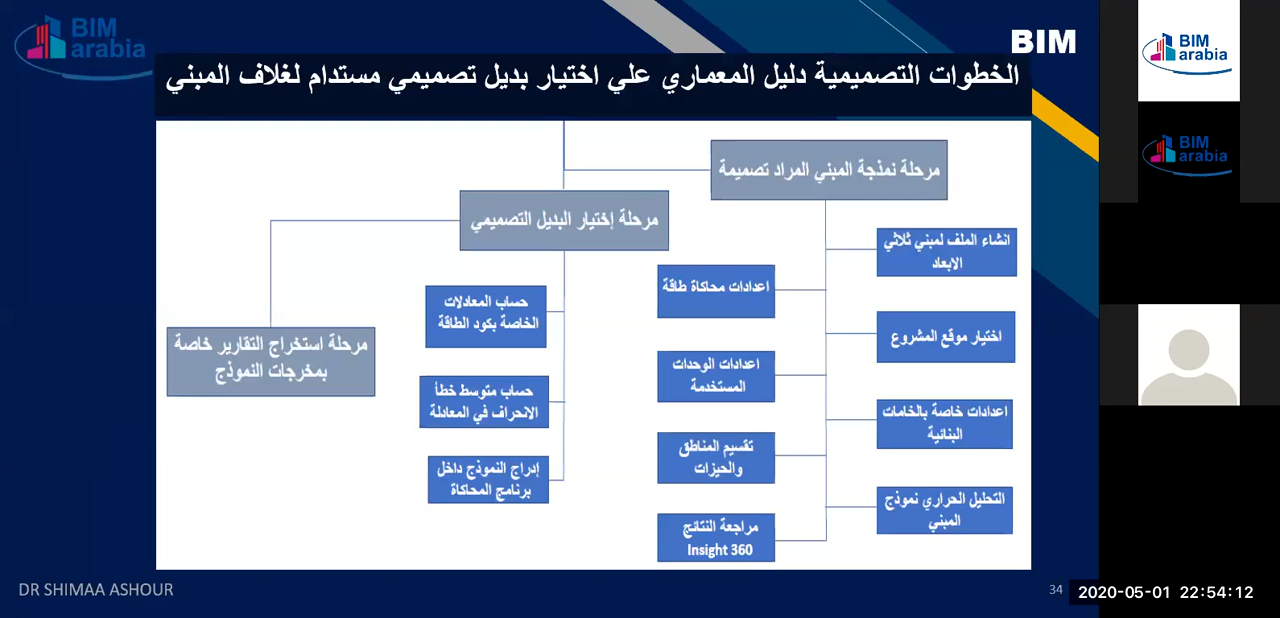 BIM
arabia
BIM
الخطوات التصميمية دليل المعماري علي اختيار بديل تصميمي مستدام لغلاف المبني
مرحلة نمذجة المبني المراد تصميمة
انشاء الملف لمبني ثلاثي
الابعاد
اختيار موقع المشروع
اعدادات خاصة بالخامات
البنائية
التحليل الحراري نموذج
المبني
اعدادات محاكاة طاقة
اعدادات الوحدات
المستخدمة
تقسيم المناطق
والحيزات
مراجعة النتائج
Insight 360
مرحلة إختيار البديل التصميمي
حساب المعادلات
الخاصة بكود الطاقة
حساب متوسط خطأ
الانحراف في المعادلة
إدراج النموذج داخل
برنامج المحاكاة
مرحلة استخراج التقارير خاصة
بمخرجات النموذج
DR SHIMAA ASHOUR
34
BIM
arabia
BIM
arabia
2020-05-01 22:54:12